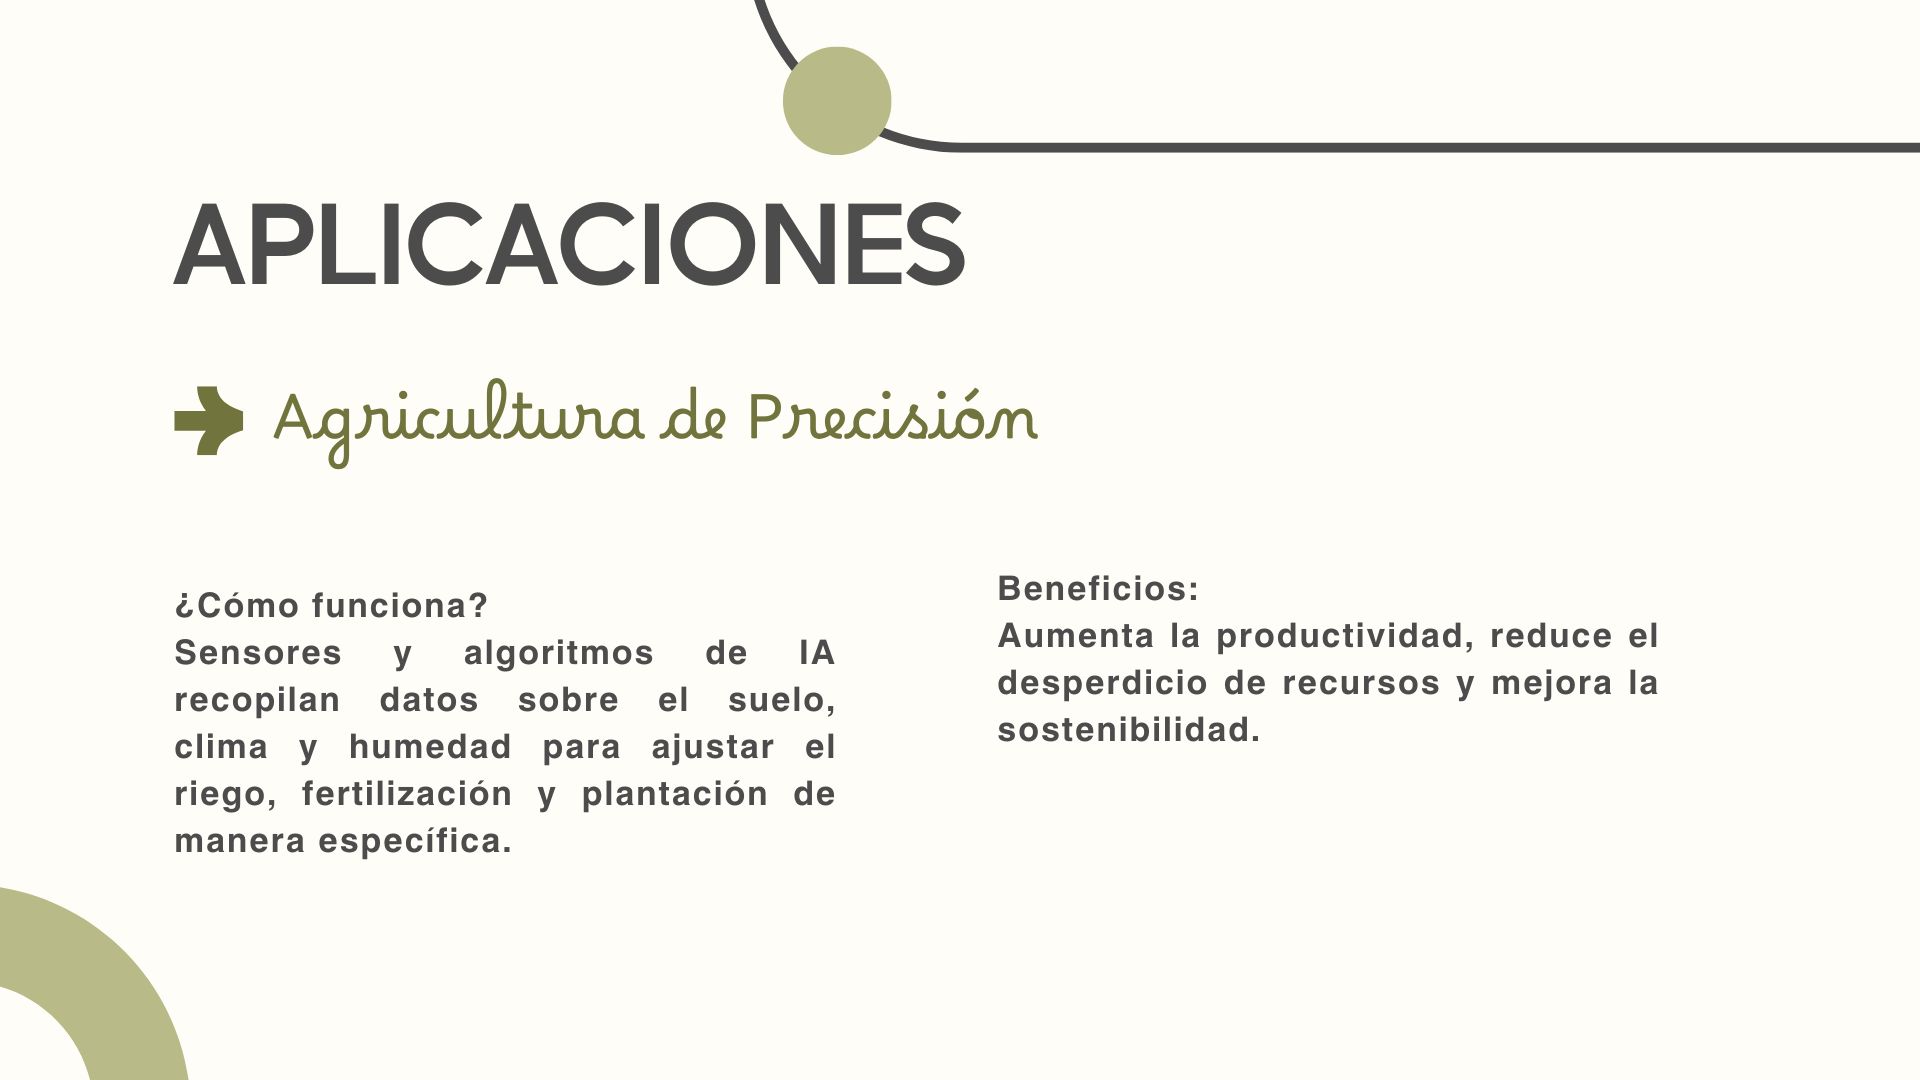 APLICACIONES
Agricultura de Precisión
¿Cómo funciona?
Sensores y algoritmos de IA
recopilan datos sobre el suelo,
clima y humedad para ajustar el
riego, fertilización y plantación de
manera específica.
Beneficios:
Aumenta la productividad, reduce el
desperdicio de recursos y mejora la
sostenibilidad.